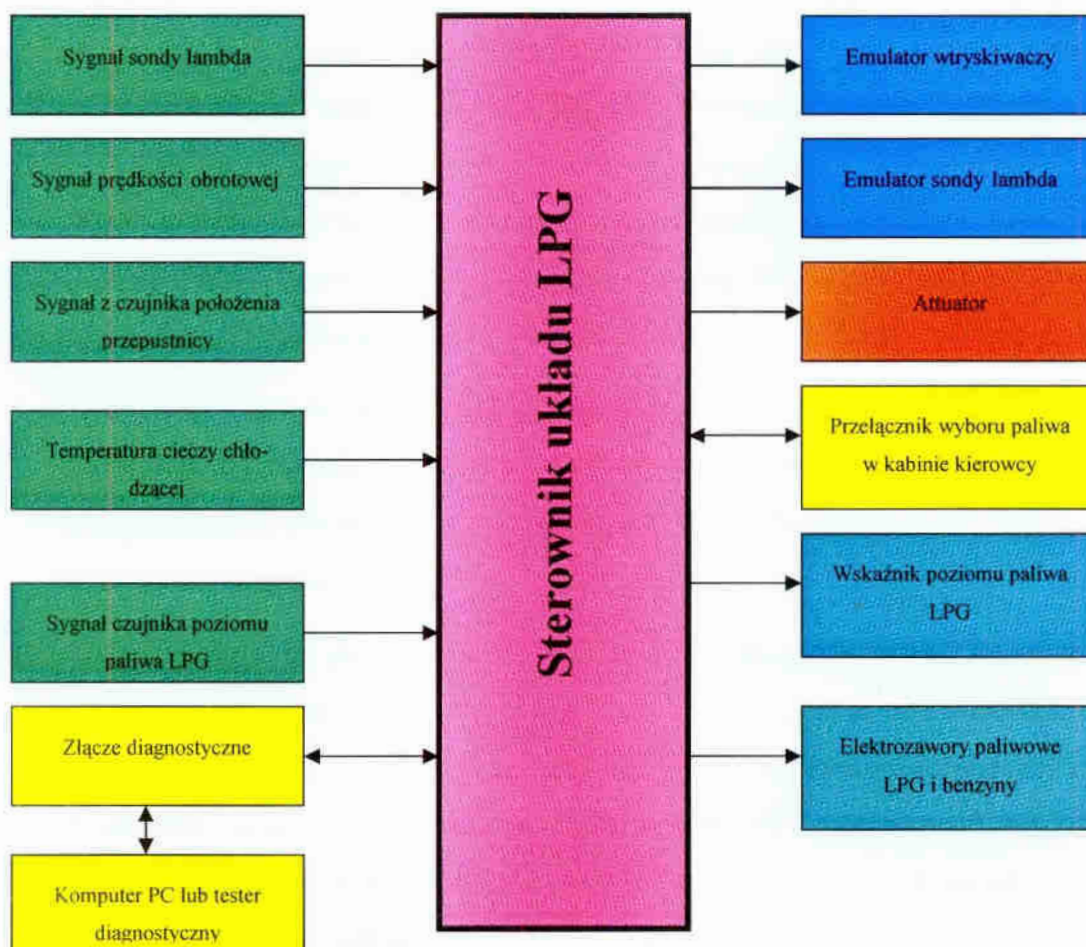 Sygnał sondy lambda
Sygnał prędkości obrotowej
Sygnał z czujnika położenia
przepustnicy
Temperatura cieczy chło-
dzącej
Sygnał czujnika poziomu
paliwa LPG
Złącze diagnostyczne
Komputer PC lub tester
diagnostyczny
Sterownik układu LPG
Emulator wtryskiwaczy
Emulator sondy lambda
Attuator
Przełącznik wyboru paliwa
w kabinie kierowcy
Wskaźnik poziomu paliwa
LPG
Elektrozawory paliwowe
LPG i benzyny